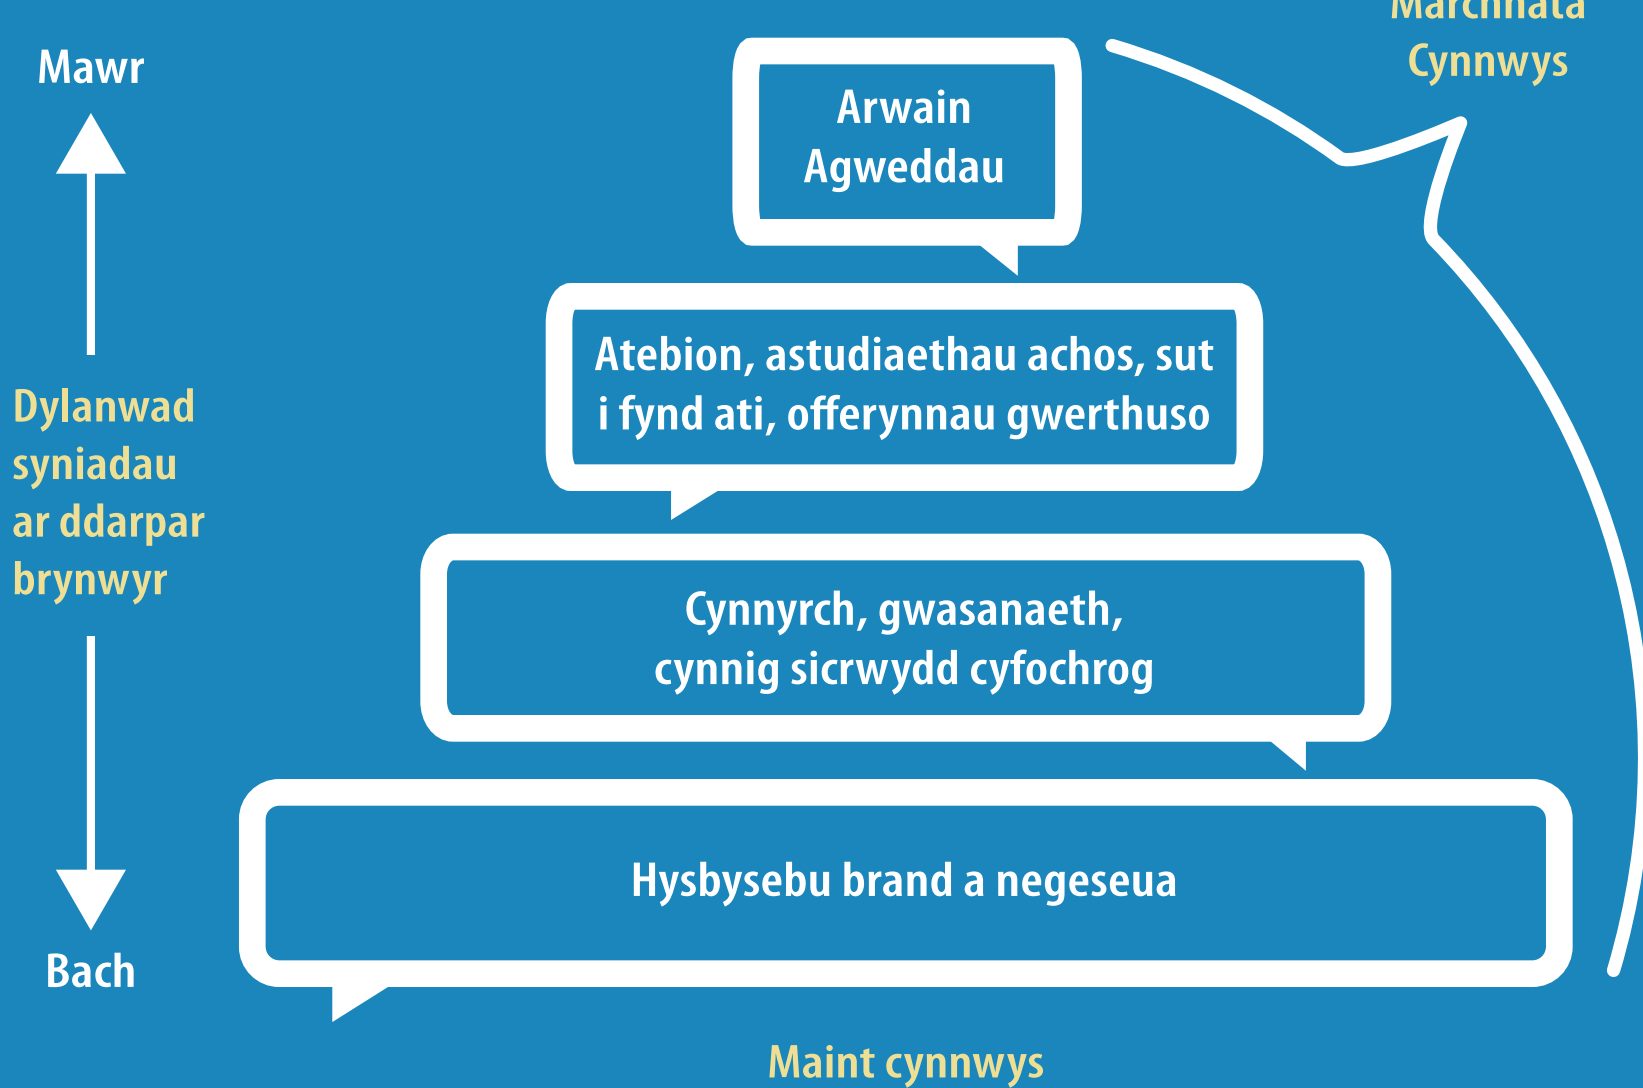 Marchnata
Cynnwys
Mawr
Arwain
Agweddau
Atebion, astudiaethau achos, sut
i fynd ati, offerynnau gwerthuso
Dylanwad
syniadau
ar ddarpar
brynwyr
Cynnyrch, gwasanaeth,
cynnig sicrwydd cyfochrog
Hysbysebu brand a negeseua
Bach
Maint cynnwys